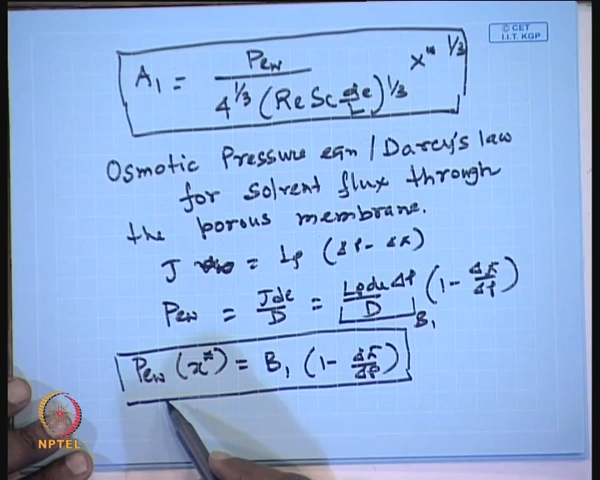 © CET
I.I.T. KGP
A₁ = Pew / 4^(1/3) (ReSc de/L)^(1/3) x*^(1/3)
Osmotic Pressure eqn / Darcy's law
for solvent flux through
the porous membrane.
J = Lp (ΔP - Δπ)
Pew = Jde/D = Lp de ΔP/D (1 - Δπ/ΔP)
B₁
Pew (x*) = B₁ (1 - Δπ/ΔP)
NPTEL